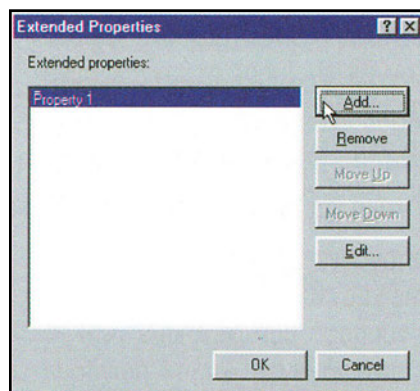 Extended Properties
Extended properties:
Property 1
Add...
Remove
Move Up
Move Down
Edit...
OK
Cancel